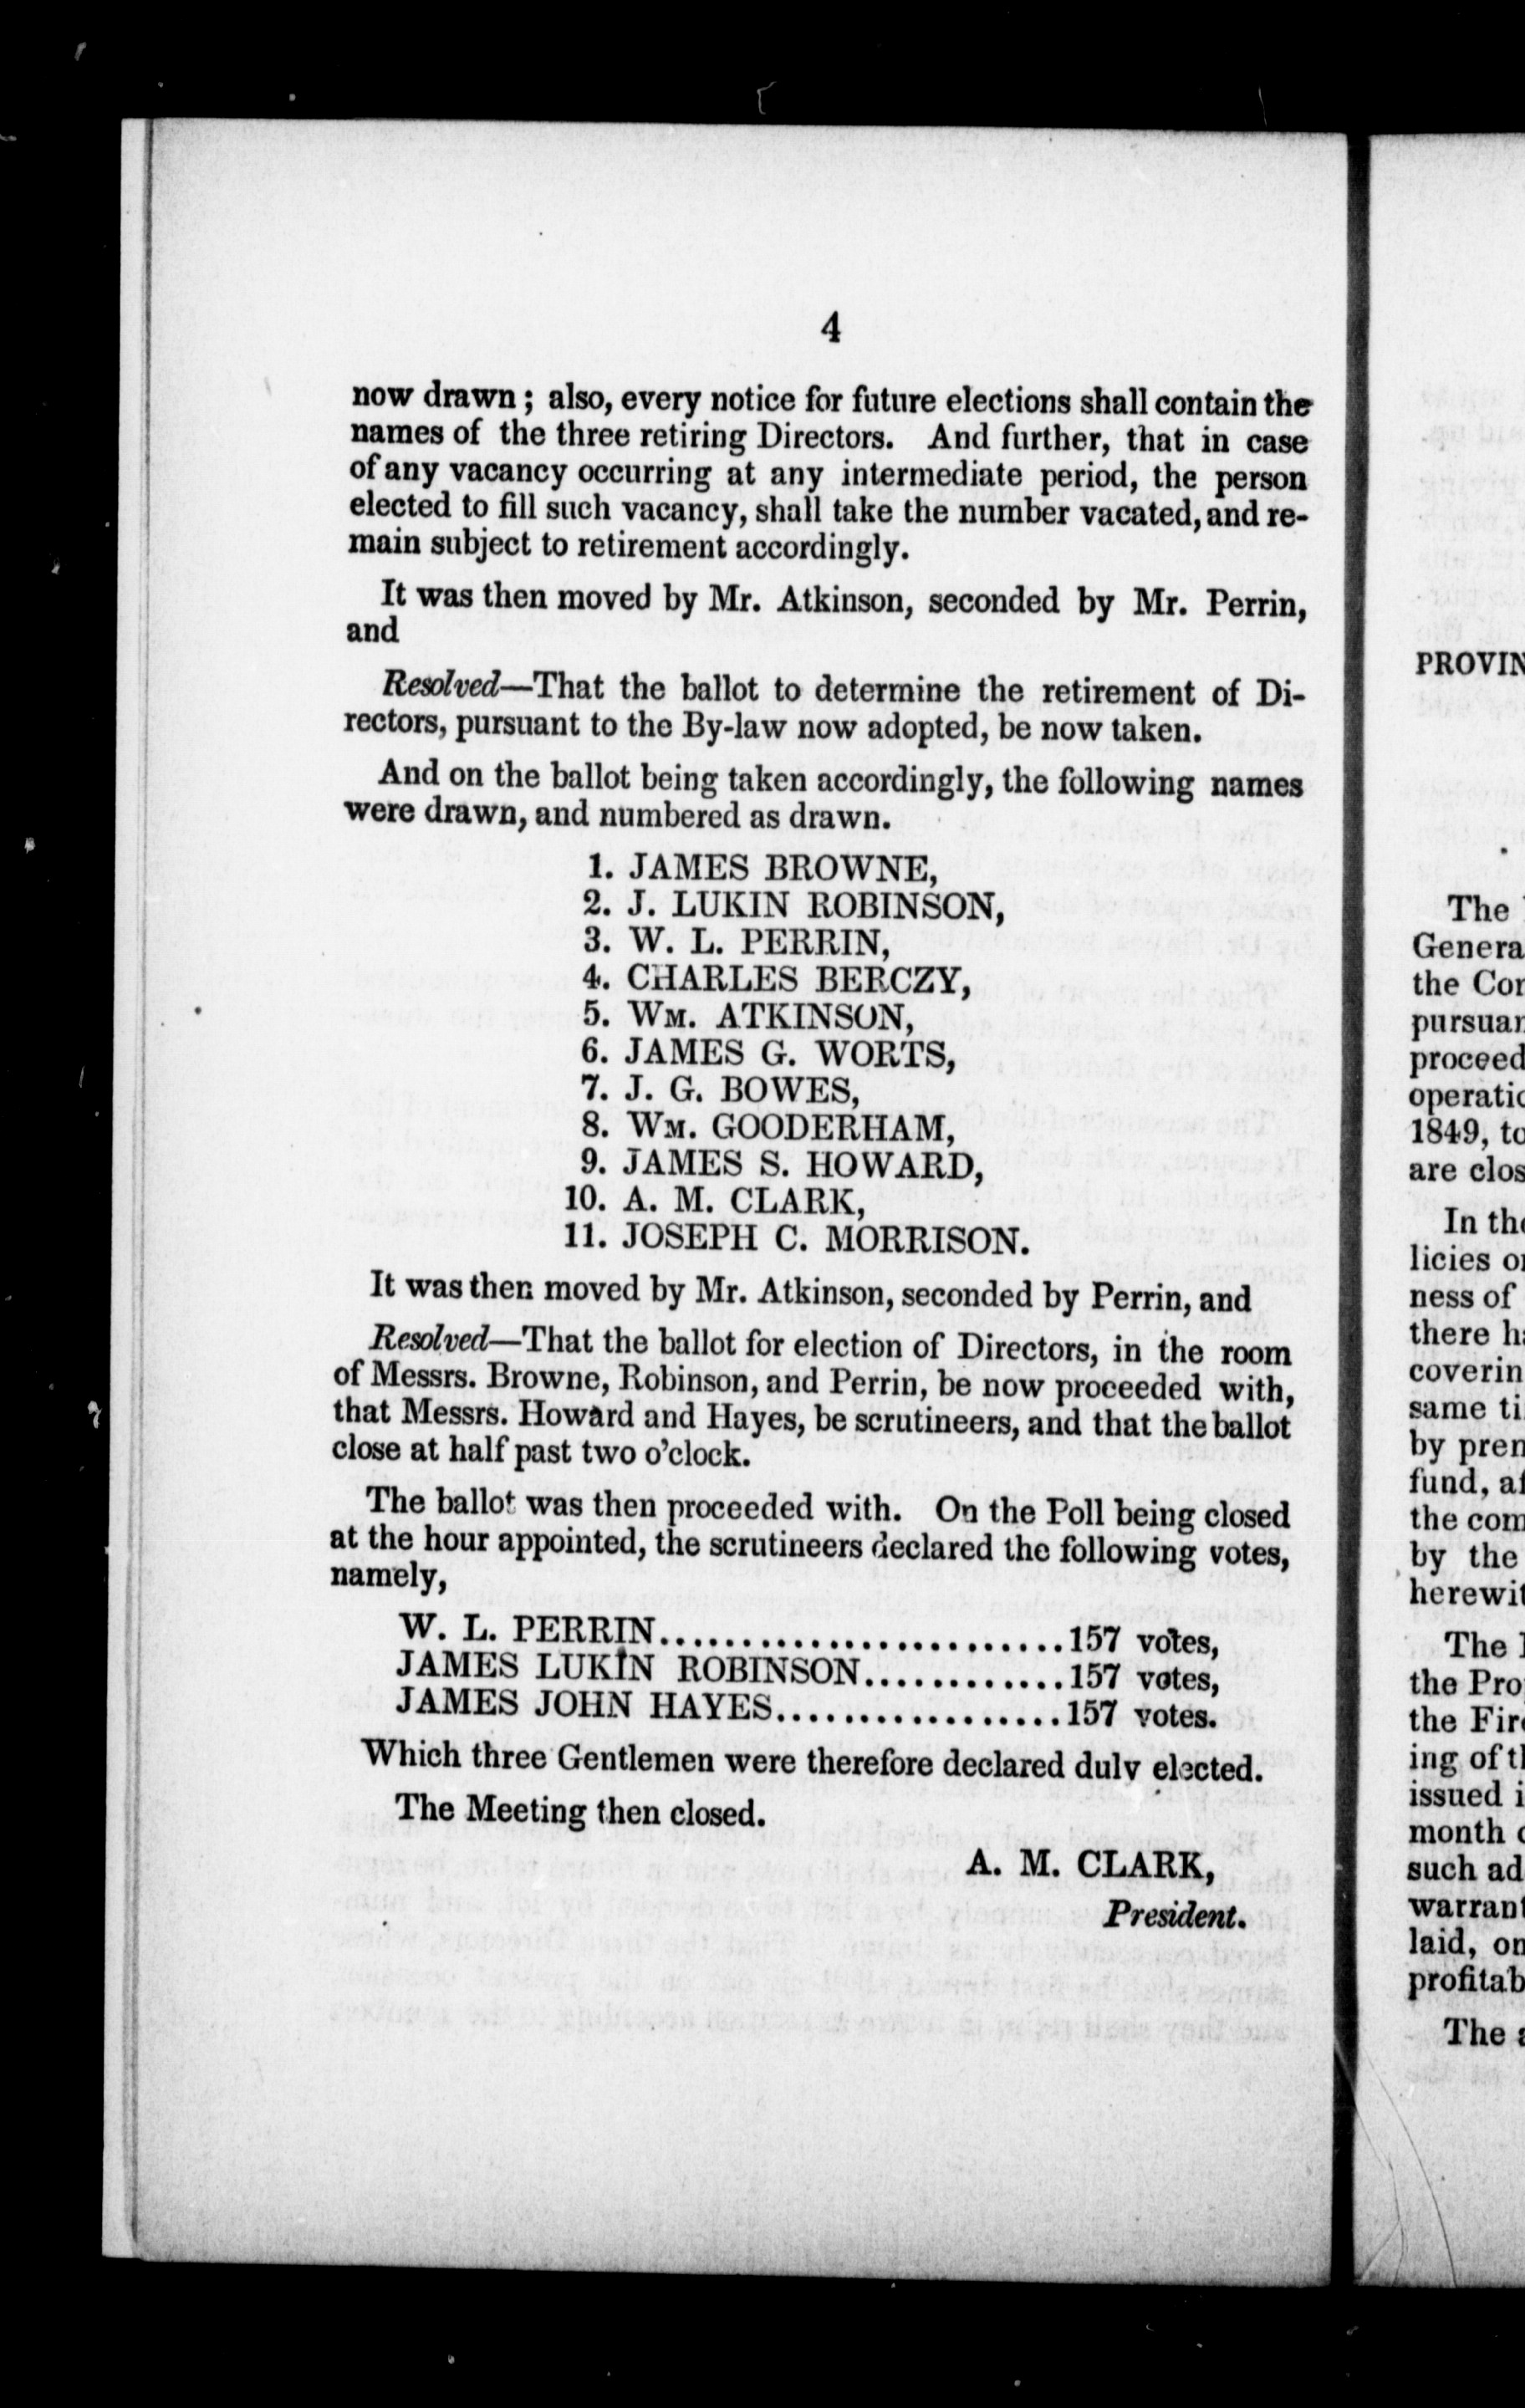 4
now drawn; also, every notice for future elections shall contain the
names of the three retiring Directors. And further, that in case
of any vacancy occurring at any intermediate period, the person
elected to fill such vacancy, shall take the number vacated, and re-
main subject to retirement accordingly.
It was then moved by Mr. Atkinson, seconded by Mr. Perrin,
and
Resolved—That the ballot to determine the retirement of Di-
rectors, pursuant to the By-law now adopted, be now taken.
And on the ballot being taken accordingly, the following names
were drawn, and numbered as drawn.
1. JAMES BROWNE,
2. J. LUKIN ROBINSON,
3. W. L. PERRIN,
4. CHARLES BERCZY,
5. WM. ATKINSON,
6. JAMES G. WORTS,
7. J. G. BOWES,
8. WM. GOODERHAM,
9. JAMES S. HOWARD,
10. A. M. CLARK,
11. JOSEPH C. MORRISON.
It was then moved by Mr. Atkinson, seconded by Perrin, and
Resolved—That the ballot for election of Directors, in the room
of Messrs. Browne, Robinson, and Perrin, be now proceeded with,
that Messrs. Howard and Hayes, be scrutineers, and that the ballot
close at half past two o'clock.
The ballot was then proceeded with. On the Poll being closed
at the hour appointed, the scrutineers declared the following votes,
namely,
W. L. PERRIN..........................157 votes,
JAMES LUKIN ROBINSON.............157 votes,
JAMES JOHN HAYES..................157 votes.
Which three Gentlemen were therefore declared duly elected.
The Meeting then closed.
A. M. CLARK,
President.
PROVIN
The
Genera
the Cor
pursuan
proceed
operatio
1849, to
are clos
In the
licies o
ness of
there h
coverin
same ti
by prem
fund, af
the com
by the
herewit
The
the Pro
the Fire
ing of t
issued i
month
such ad
warrant
laid, on
profitab
The a